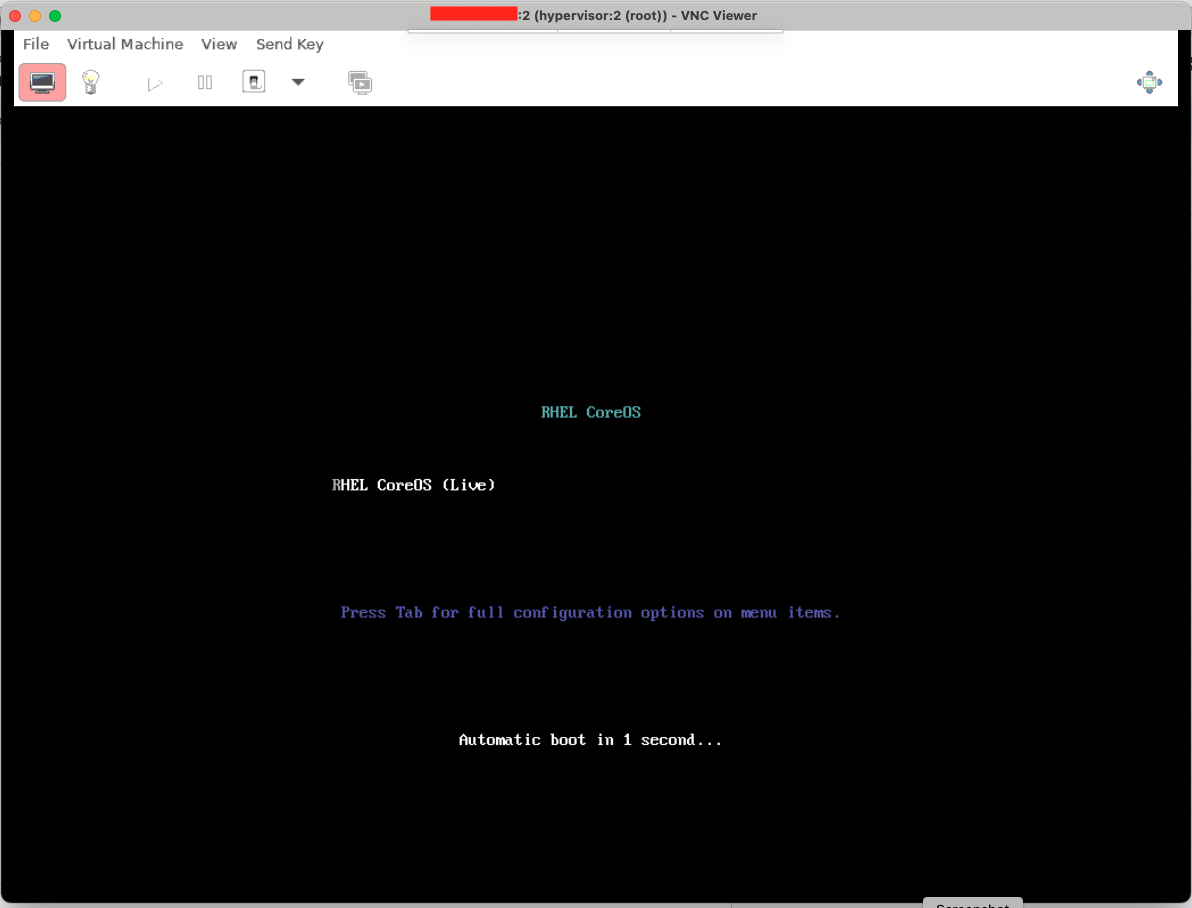 :2 (hypervisor:2 (root)) - VNC Viewer
File Virtual Machine View Send Key
RHEL CoreOS
RHEL CoreOS (Live)
Press Tab for full configuration options on menu items.
Automatic boot in 1 second...
Screenshot